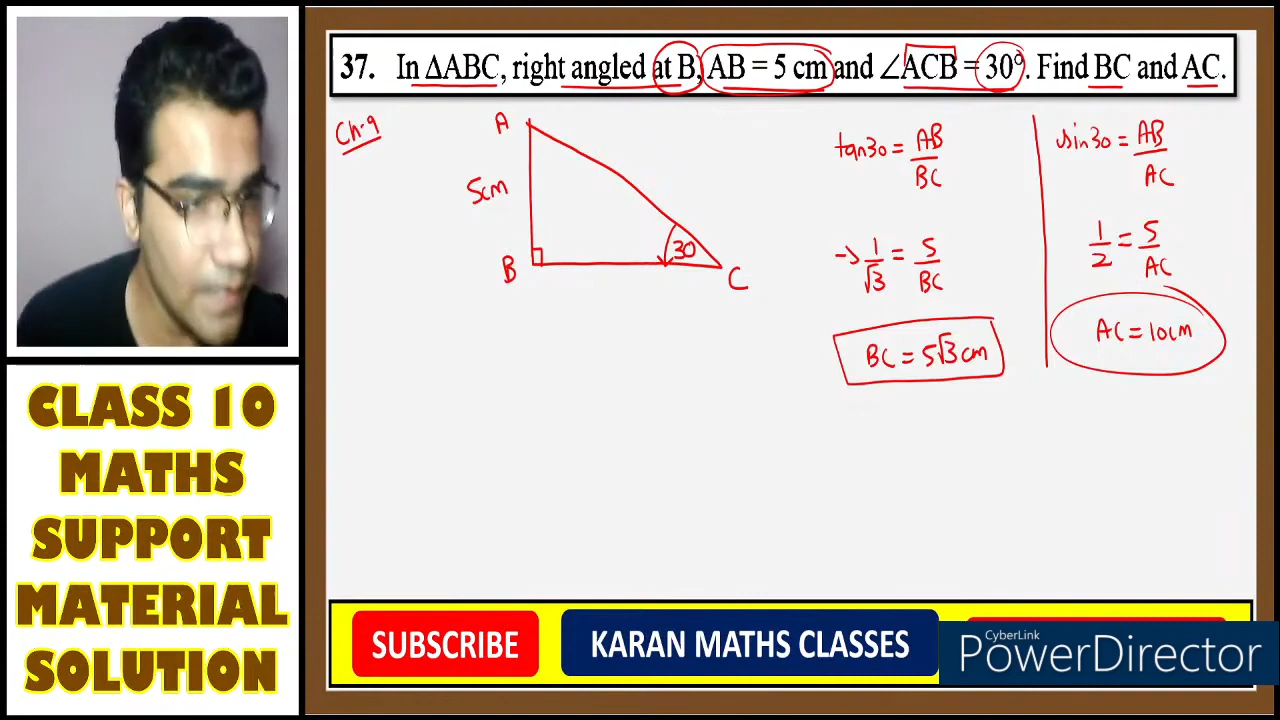 37. In ΔABC, right angled at B, AB = 5 cm and ∠ACB = 30°. Find BC and AC.
Ch-9
A
5cm
B
30
C
tan30 = AB/BC
→ 1/√3 = 5/BC
BC = 5√3 cm
sin30 = AB/AC
1/2 = 5/AC
AC = 10cm
CLASS 10
MATHS
SUPPORT
MATERIAL
SOLUTION
SUBSCRIBE
KARAN MATHS CLASSES
CyberLink
PowerDirector